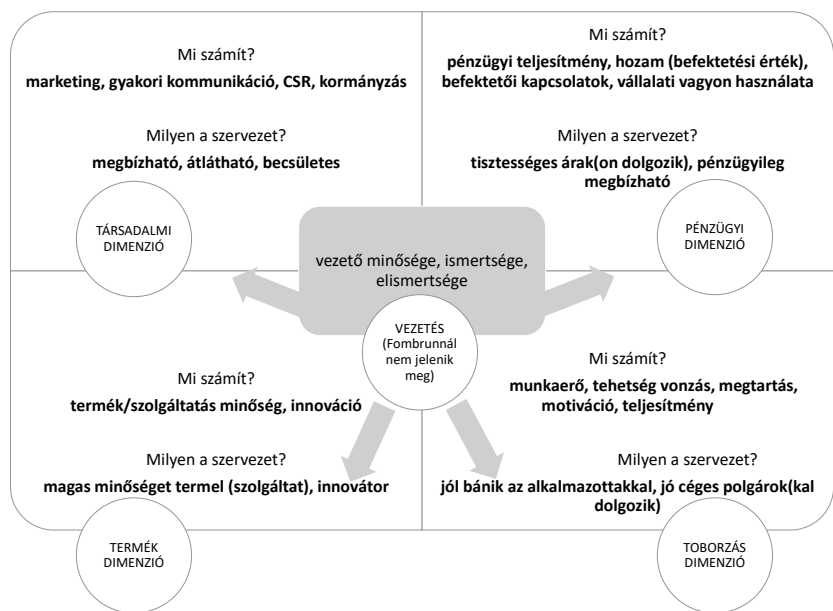 Mi számít?
marketing, gyakori kommunikáció, CSR, kormányzás
Milyen a szervezet?
megbízható, átlátható, becsületes
TÁRSADALMI
DIMENZIÓ
Mi számít?
pénzügyi teljesítmény, hozam (befektetési érték),
befektetői kapcsolatok, vállalati vagyon használata
Milyen a szervezet?
tisztességes árak(on dolgozik), pénzügyileg
megbízható
PÉNZÜGYI
DIMENZIÓ
vezető minősége, ismertsége,
elismertsége
VEZETÉS
(Fombrunnál
nem jelenik
meg)
Mi számít?
termék/szolgáltatás minőség, innováció
Milyen a szervezet?
magas minőséget termel (szolgáltat), innovátor
TERMÉK
DIMENZIÓ
Mi számít?
munkaerő, tehetség vonzás, megtartás,
motiváció, teljesítmény
Milyen a szervezet?
jól bánik az alkalmazottakkal, jó céges polgárok(kal
dolgozik)
TOBORZÁS
DIMENZIÓ